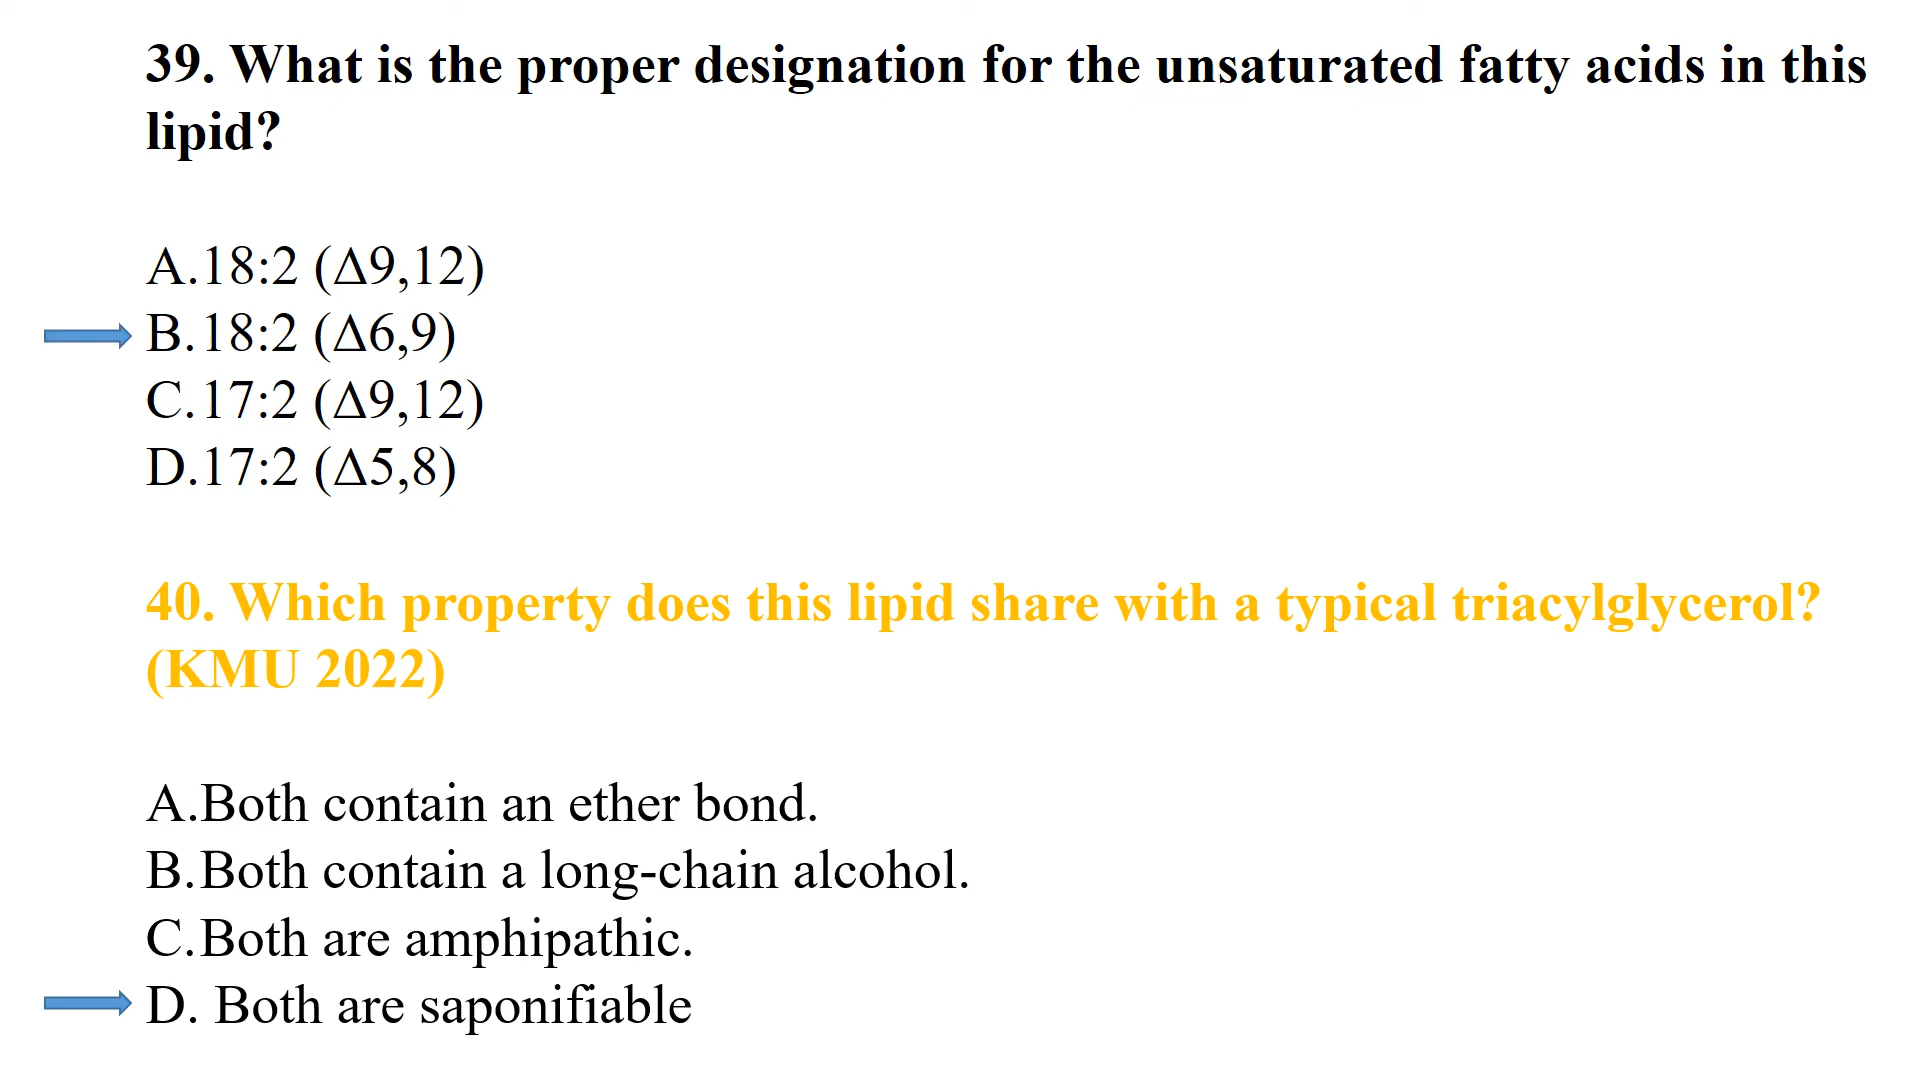 39. What is the proper designation for the unsaturated fatty acids in this
lipid?
A.18:2 (Δ9,12)
B.18:2 (Δ6,9)
C.17:2 (Δ9,12)
D.17:2 (Δ5,8)
40. Which property does this lipid share with a typical triacylglycerol?
(KMU 2022)
A.Both contain an ether bond.
B.Both contain a long-chain alcohol.
C.Both are amphipathic.
D. Both are saponifiable